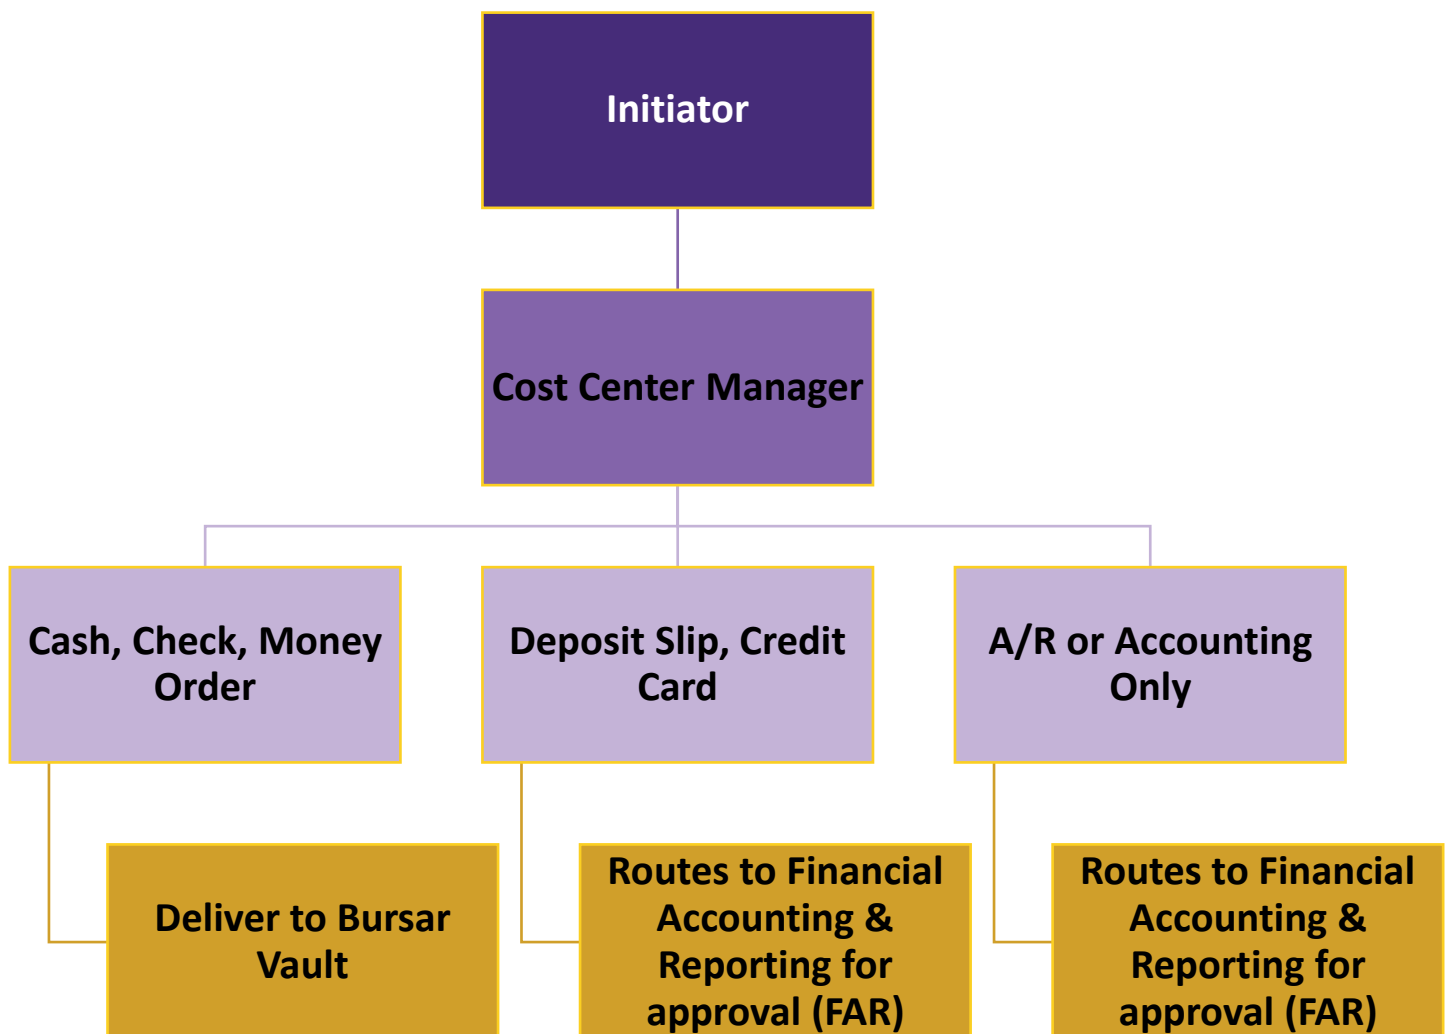 Initiator
Cost Center Manager
Cash, Check, Money
Order
Deposit Slip, Credit
Card
A/R or Accounting
Only
Deliver to Bursar
Vault
Routes to Financial
Accounting &
Reporting for
approval (FAR)
Routes to Financial
Accounting &
Reporting for
approval (FAR)